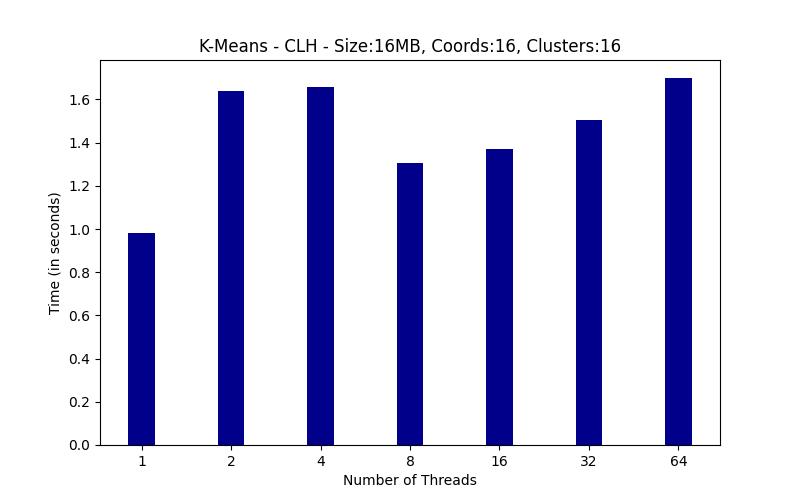 K-Means - CLH - Size:16MB, Coords:16, Clusters:16
1.6
1.4
1.2
1.0
0.8
0.6
0.4
0.2
0.0
Time (in seconds)
1 2 4 8 16 32 64
Number of Threads